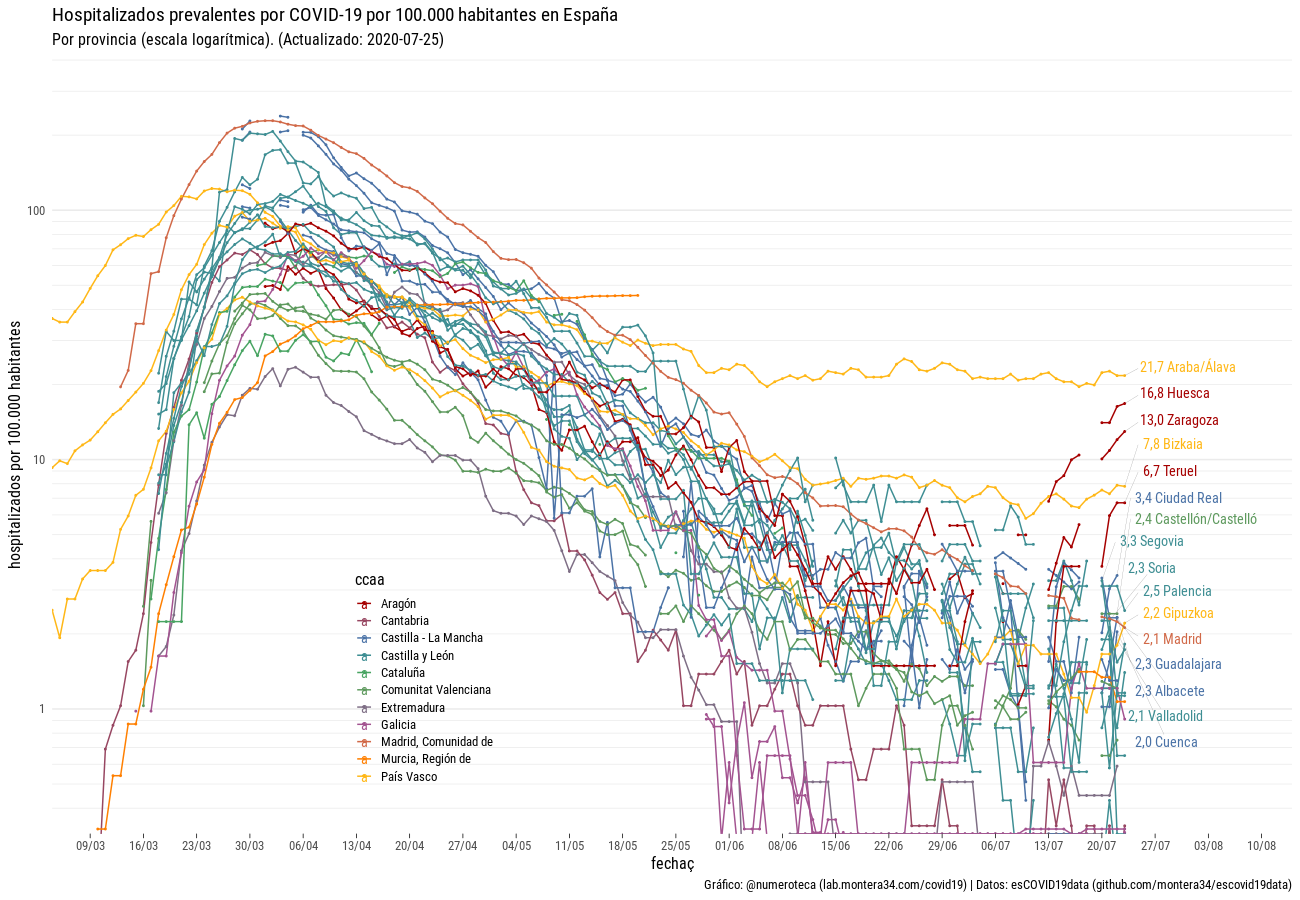 Hospitalizados prevalentes por COVID-19 por 100.000 habitantes en España
Por provincia (escala logarítmica). (Actualizado: 2020-07-25)
hospitalizados por 100.000 habitantes
100
10
1
21,7 Araba/Álava
16,8 Huesca
13,0 Zaragoza
7,8 Bizkaia
6,7 Teruel
3,4 Ciudad Real
2,4 Castellón/Castelló
3,3 Segovia
2,3 Soria
2,5 Palencia
2,2 Gipuzkoa
2,1 Madrid
2,3 Guadalajara
2,3 Albacete
2,1 Valladolid
2,0 Cuenca
ccaa
Aragón
Cantabria
Castilla - La Mancha
Castilla y León
Cataluña
Comunitat Valenciana
Extremadura
Galicia
Madrid, Comunidad de
Murcia, Región de
País Vasco
09/03 16/03 23/03 30/03 06/04 13/04 20/04 27/04 04/05 11/05 18/05 25/05 01/06 08/06 15/06 22/06 29/06 06/07 13/07 20/07 27/07 03/08 10/08
fechaç
Gráfico: @numeroteca (lab.montera34.com/covid19) | Datos: esCOVID19data (github.com/montera34/escovid19data)